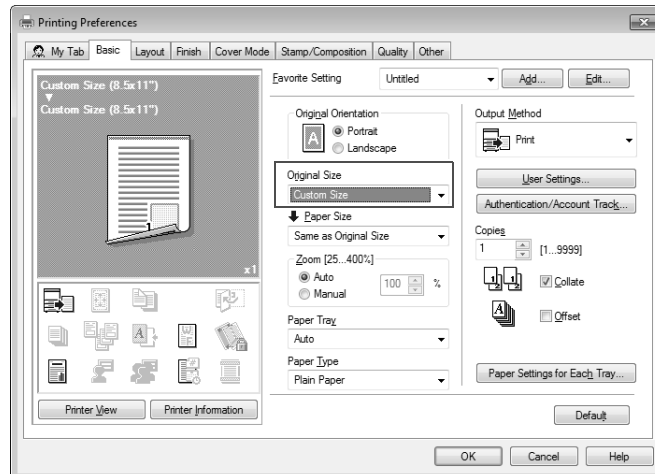 Printing Preferences
My Tab Basic Layout Finish Cover Mode Stamp/Composition Quality Other
Custom Size (8.5x11")
Custom Size (8.5x11")
1
x1
Printer View Printer Information
Favorite Setting Untitled Add... Edit...
Original Orientation
A Portrait
Landscape
Original Size
Custom Size
Paper Size
Same as Original Size
Zoom [25...400%]
Auto
Manual 100 %
Paper Tray
Auto
Paper Type
Plain Paper
Output Method
Print
User Settings...
Authentication/Account Track...
Copies
1 [1...9999]
Collate
Offset
Paper Settings for Each Tray...
Default
OK Cancel Help